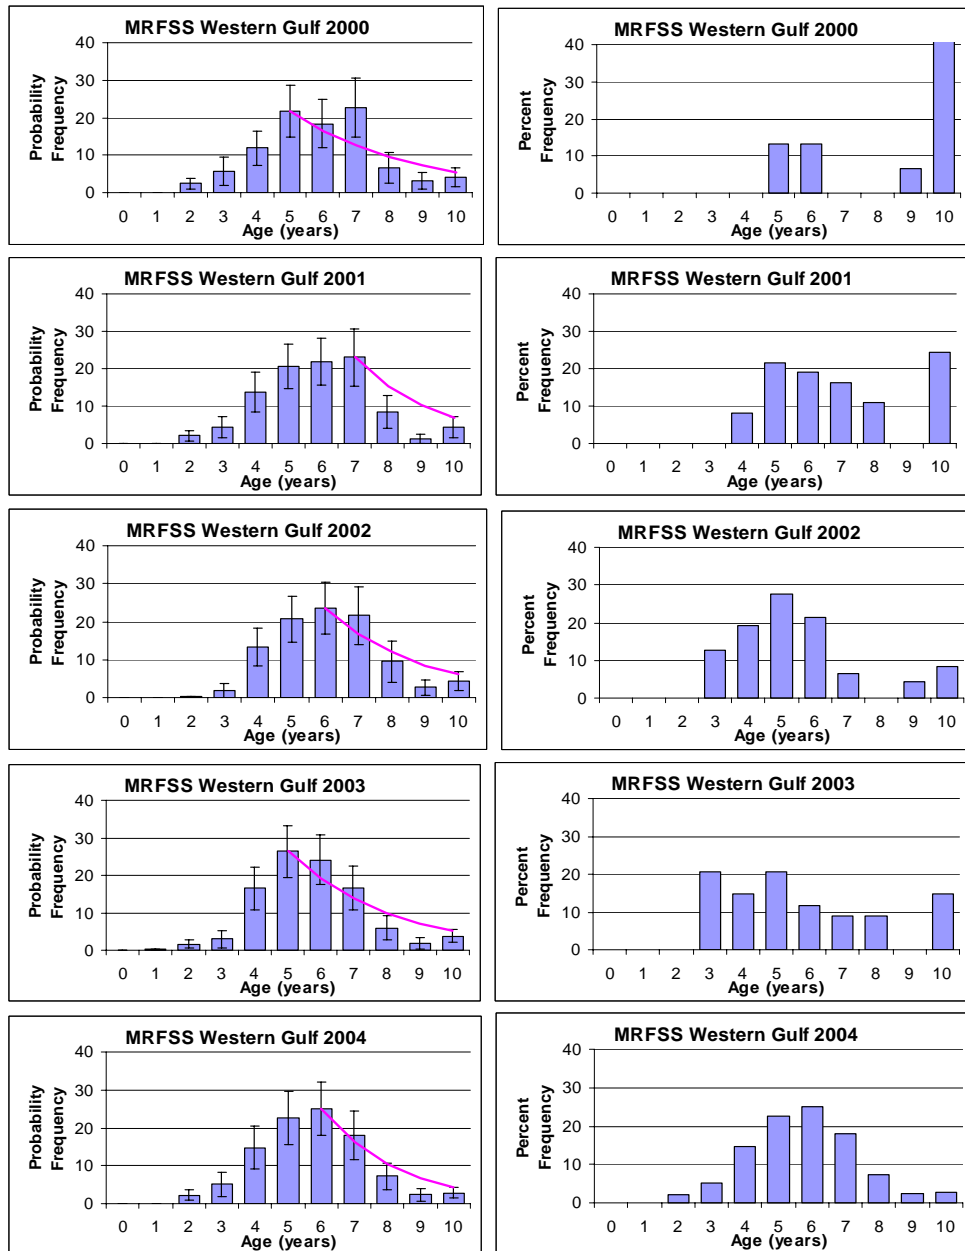 MRFSS Western Gulf 2000
Probability
Frequency
40
30
20
10
0
0 1 2 3 4 5 6 7 8 9 10
Age (years)
MRFSS Western Gulf 2000
Percent
Frequency
40
30
20
10
0
0 1 2 3 4 5 6 7 8 9 10
Age (years)
MRFSS Western Gulf 2001
Probability
Frequency
40
30
20
10
0
0 1 2 3 4 5 6 7 8 9 10
Age (years)
MRFSS Western Gulf 2001
Percent
Frequency
40
30
20
10
0
0 1 2 3 4 5 6 7 8 9 10
Age (years)
MRFSS Western Gulf 2002
Probability
Frequency
40
30
20
10
0
0 1 2 3 4 5 6 7 8 9 10
Age (years)
MRFSS Western Gulf 2002
Percent
Frequency
40
30
20
10
0
0 1 2 3 4 5 6 7 8 9 10
Age (years)
MRFSS Western Gulf 2003
Probability
Frequency
40
30
20
10
0
0 1 2 3 4 5 6 7 8 9 10
Age (years)
MRFSS Western Gulf 2003
Percent
Frequency
40
30
20
10
0
0 1 2 3 4 5 6 7 8 9 10
Age (years)
MRFSS Western Gulf 2004
Probability
Frequency
40
30
20
10
0
0 1 2 3 4 5 6 7 8 9 10
Age (years)
MRFSS Western Gulf 2004
Percent
Frequency
40
30
20
10
0
0 1 2 3 4 5 6 7 8 9 10
Age (years)